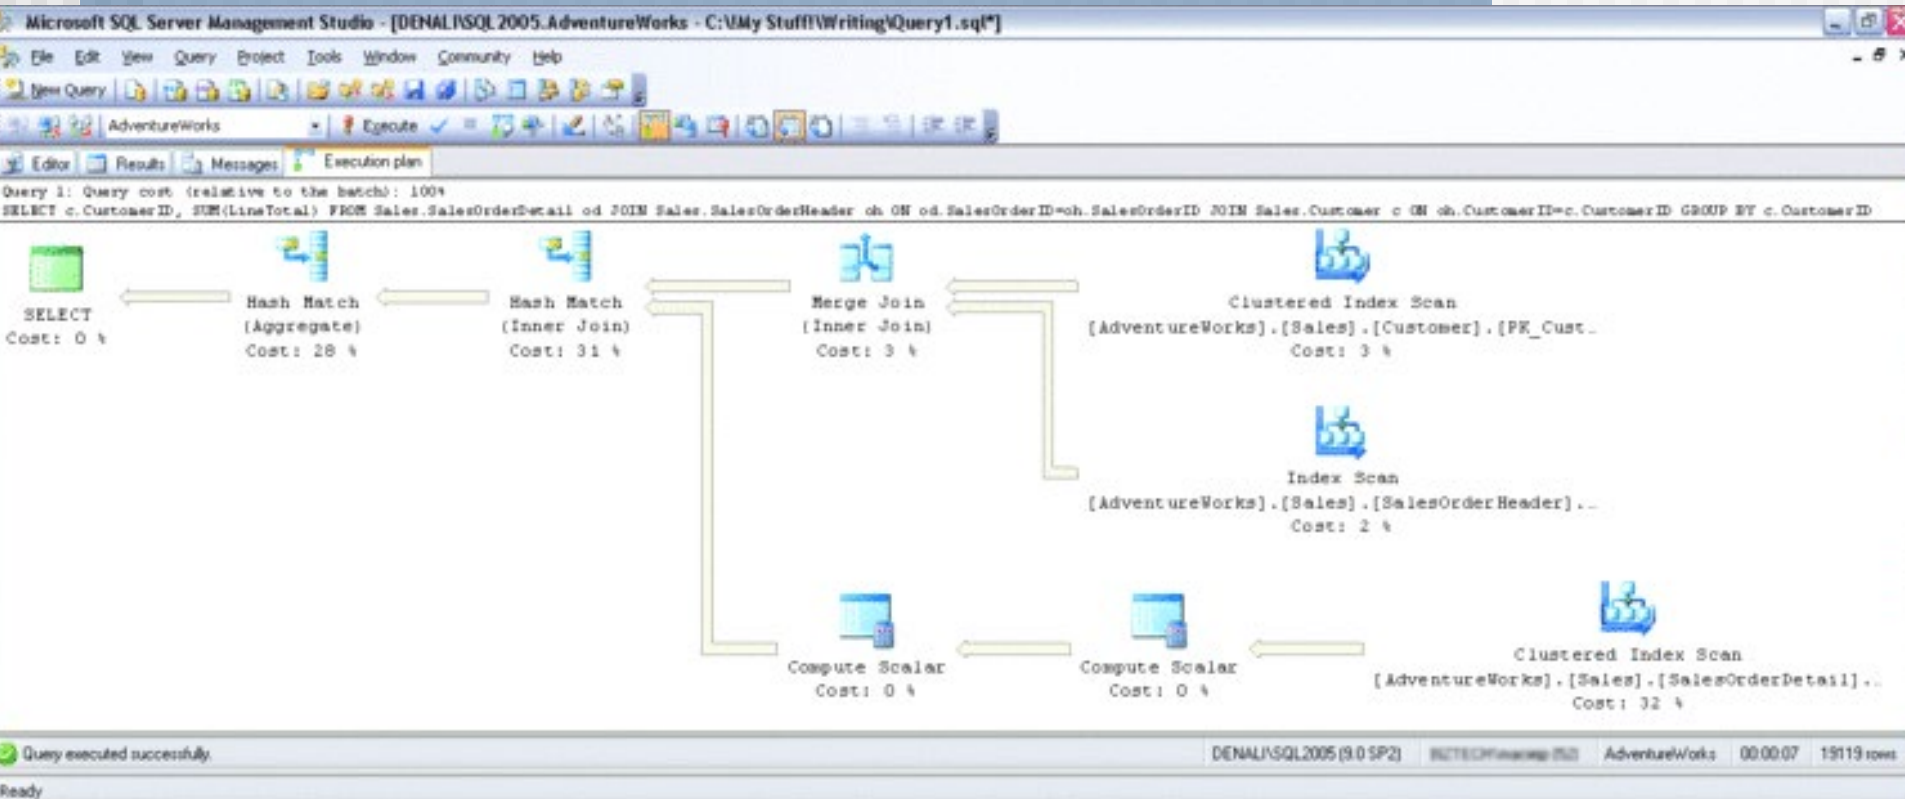 Microsoft SQL Server Management Studio - [DENALI\SQL2005.AdventureWorks - C:\!My Stuff!\Writing\Query1.sql*]
File Edit View Query Project Tools Window Community Help
New Query
AdventureWorks Execute
Editor Results Messages Execution plan
Query 1: Query cost (relative to the batch): 100%
SELECT c.CustomerID, SUM(LineTotal) FROM Sales.SalesOrderDetail od JOIN Sales.SalesOrderHeader oh ON od.SalesOrderID=oh.SalesOrderID JOIN Sales.Customer c ON oh.CustomerID=c.CustomerID GROUP BY c.CustomerID
SELECT
Cost: 0 %
Hash Match
(Aggregate)
Cost: 28 %
Hash Match
(Inner Join)
Cost: 31 %
Merge Join
(Inner Join)
Cost: 3 %
Clustered Index Scan
[AdventureWorks].[Sales].[Customer].[PK_Cust…
Cost: 3 %
Index Scan
[AdventureWorks].[Sales].[SalesOrderHeader]…
Cost: 2 %
Compute Scalar
Cost: 0 %
Compute Scalar
Cost: 0 %
Clustered Index Scan
[AdventureWorks].[Sales].[SalesOrderDetail]…
Cost: 32 %
Query executed successfully. DENALI\SQL2005 (9.0 SP2) AdventureWorks 00:00:07 19119 rows
Ready